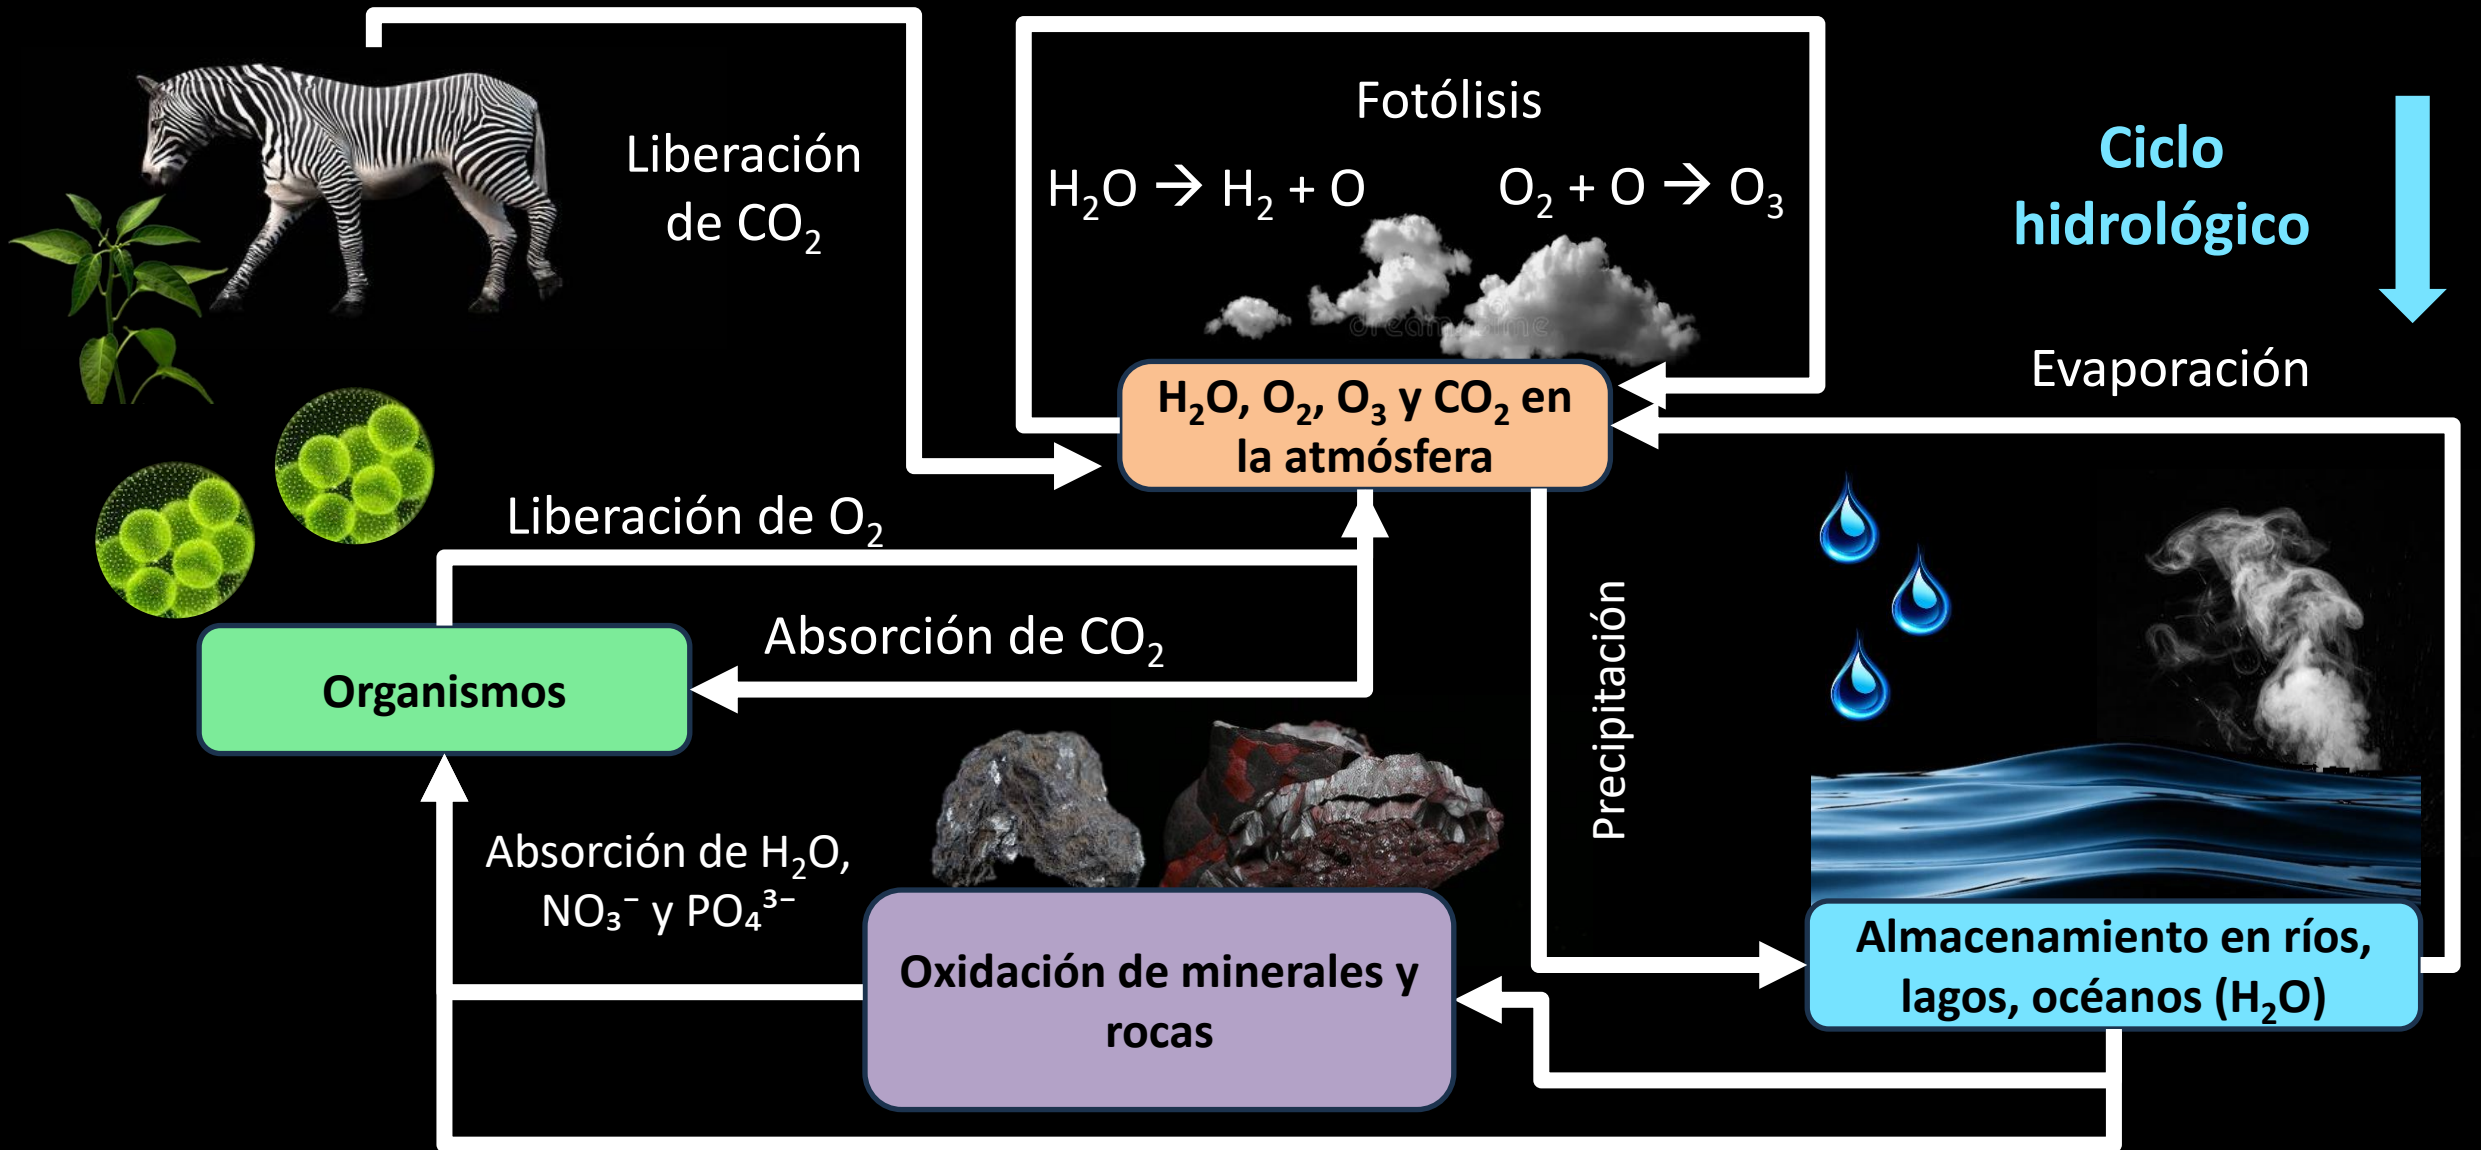 Liberación
de CO₂
Fotólisis
H₂O → H₂ + O
O₂ + O → O₃
Ciclo
hidrológico
Evaporación
H₂O, O₂, O₃ y CO₂ en
la atmósfera
Liberación de O₂
Absorción de CO₂
Organismos
Precipitación
Absorción de H₂O,
NO₃⁻ y PO₄³⁻
Oxidación de minerales y
rocas
Almacenamiento en ríos,
lagos, océanos (H₂O)